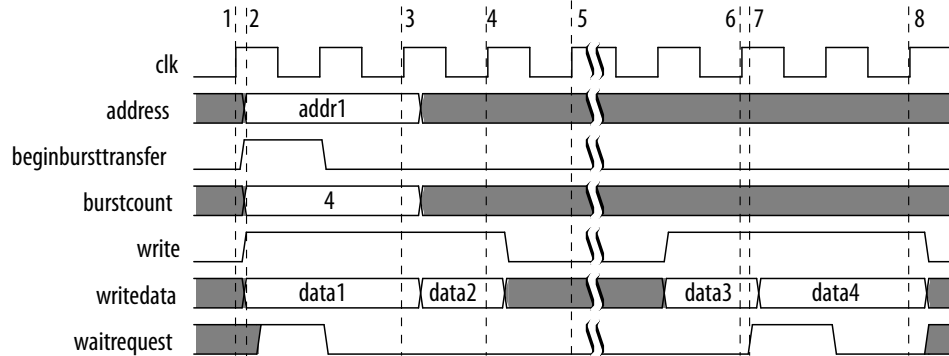 1 2 3 4 5 6 7 8
clk
address addr1
beginbursttransfer
burstcount 4
write
writedata data1 data2 data3 data4
waitrequest